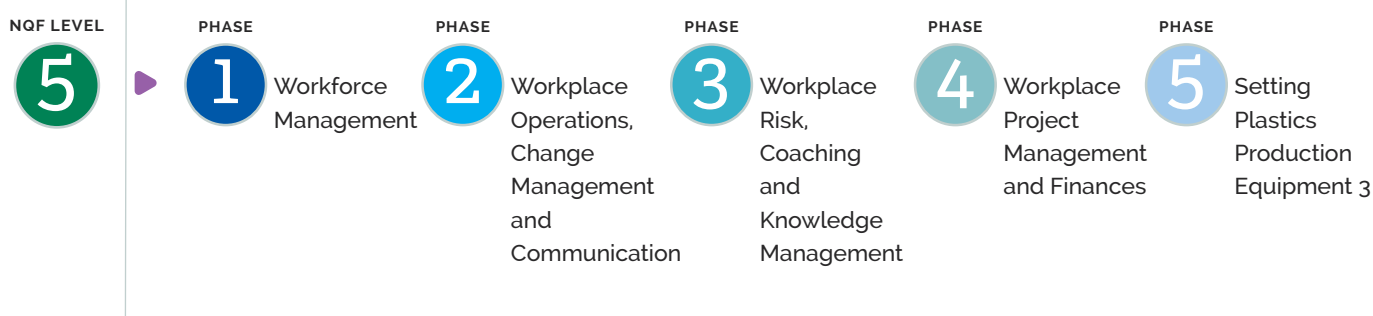 NQF LEVEL
5
PHASE
1
Workforce
Management
PHASE
2
Workplace
Operations,
Change
Management
and
Communication
PHASE
3
Workplace
Risk,
Coaching
and
Knowledge
Management
PHASE
4
Workplace
Project
Management
and Finances
PHASE
5
Setting
Plastics
Production
Equipment 3